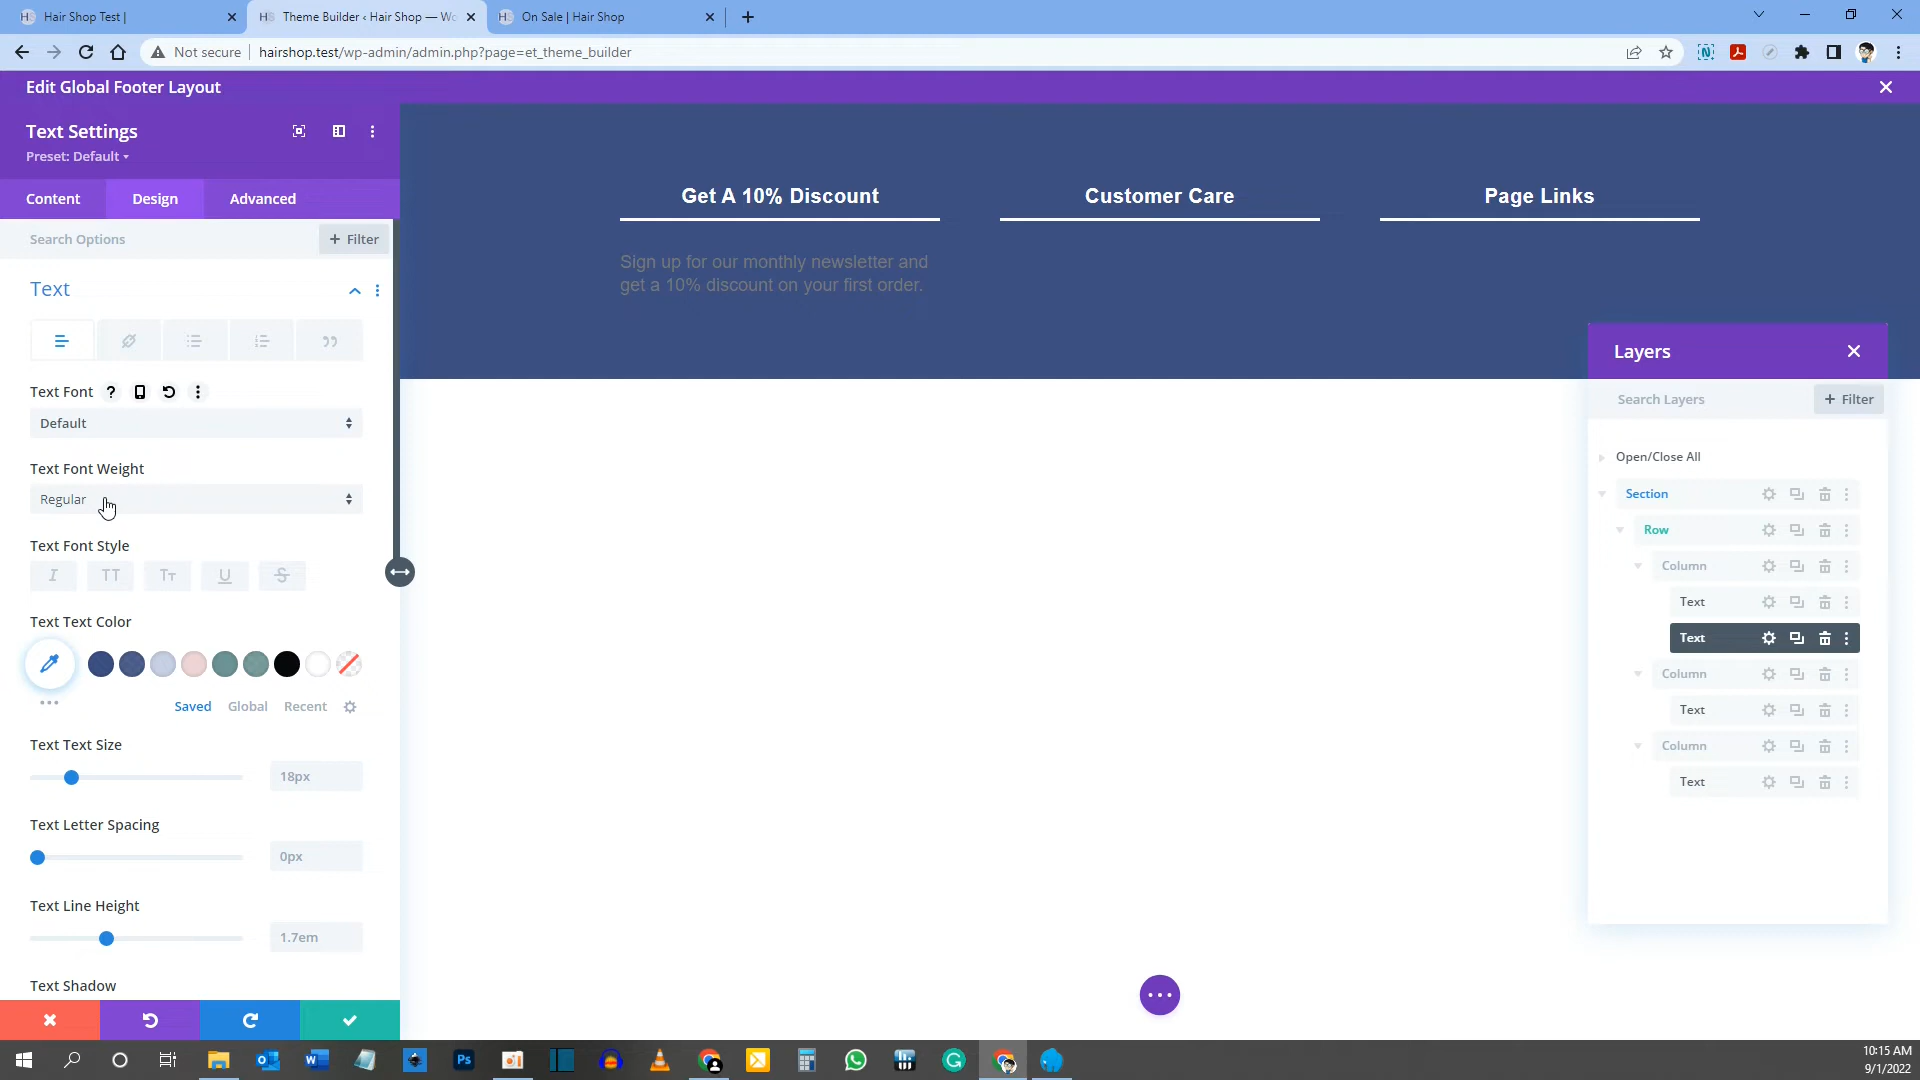 Hair Shop Test |
Theme Builder ‹ Hair Shop — Wo
On Sale | Hair Shop
Not secure
hairshop.test/wp-admin/admin.php?page=et_theme_builder
Edit Global Footer Layout
Text Settings
Preset: Default
Content
Design
Advanced
Search Options
+ Filter
Text
Text Font
Default
Text Font Weight
Regular
Text Font Style
I
TT
Tт
U
S
Text Text Color
Saved
Global
Recent
Text Text Size
18px
Text Letter Spacing
0px
Text Line Height
1.7em
Text Shadow
Get A 10% Discount
Customer Care
Page Links
Sign up for our monthly newsletter and
get a 10% discount on your first order.
Layers
Search Layers
+ Filter
Open/Close All
Section
Row
Column
Text
Text
Column
Text
Column
Text
10:15 AM
9/1/2022